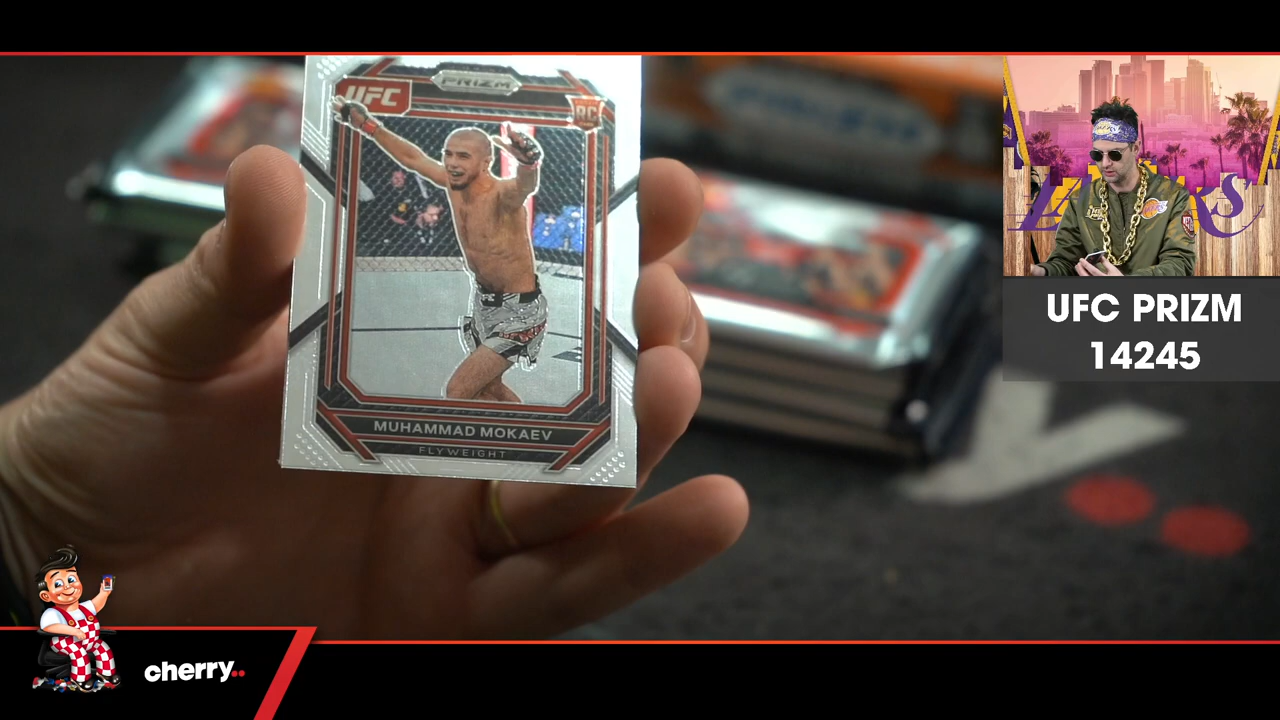 PRIZM
UFC
RC
MUHAMMAD MOKAEV
FLYWEIGHT
UFC PRIZM
14245
cherry..